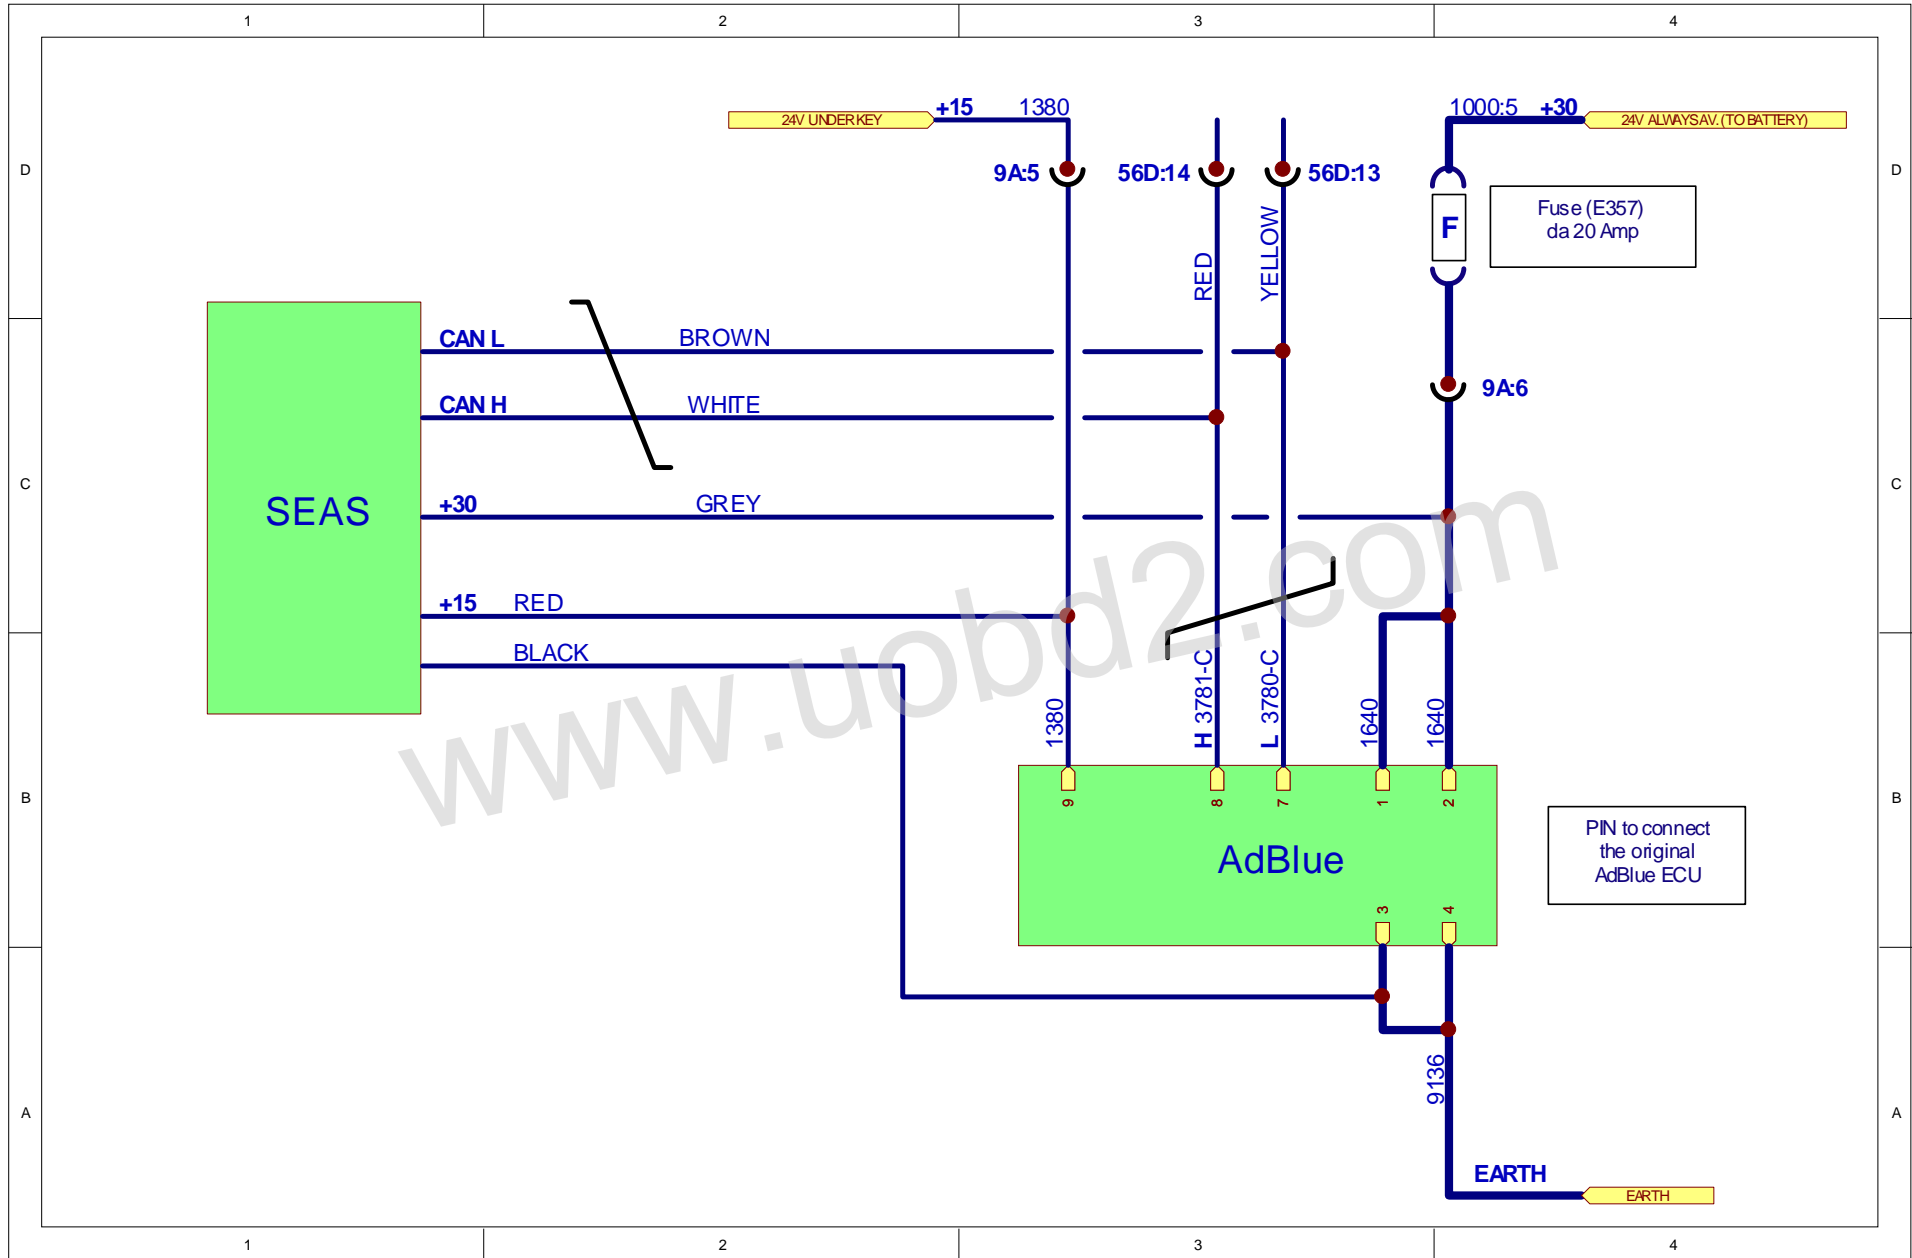 1 2 3 4
+15 1380 1000:5 +30
24V UNDERKEY 24V ALWAYS AV. (TO BATTERY)
D 9A:5 56D:14 56D:13 D
Fuse (E357)
da 20 Amp
F
RED
YELLOW
CAN L BROWN
9A:6
CAN H WHITE
C C
+30 GREY
SEAS
+15 RED
BLACK
www.uobd2.com
1380
H 3781-C
L 3780-C
1640
1640
B B
9 8 7 1 2
PIN to connect
the original
AdBlue ECU
AdBlue
3 4
9136
A A
EARTH
EARTH
1 2 3 4